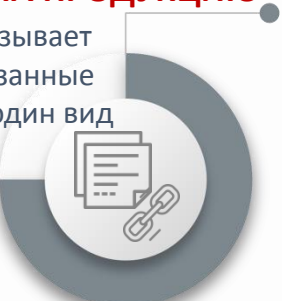 зывает
занные
один вид